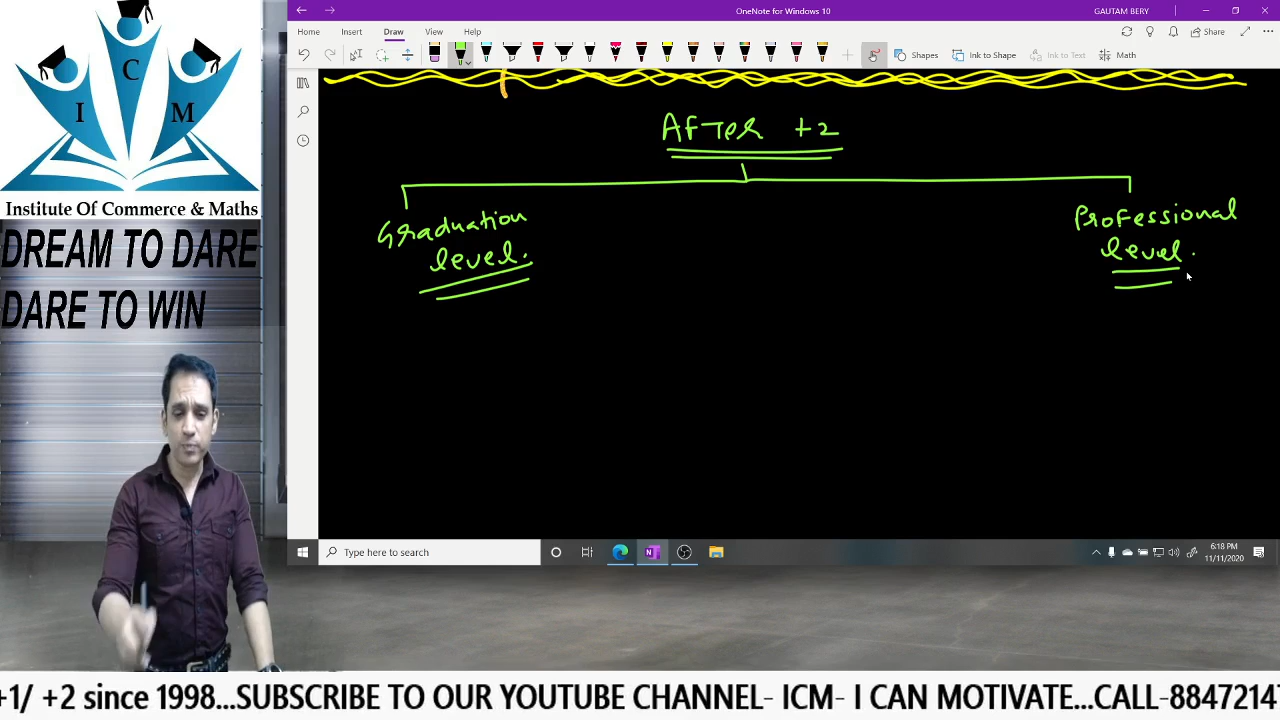 I C M
Institute Of Commerce & Maths
DREAM TO DARE
DARE TO WIN
OneNote for Windows 10
GAUTAM BERY
Home Insert Draw View Help
Share
Shapes Ink to Shape Ink to Text Math
AFTER +2
Graduation
level.
Professional
level.
Type here to search
6:18 PM
11/11/2020
+1/ +2 since 1998...SUBSCRIBE TO OUR YOUTUBE CHANNEL- ICM- I CAN MOTIVATE...CALL-8847214